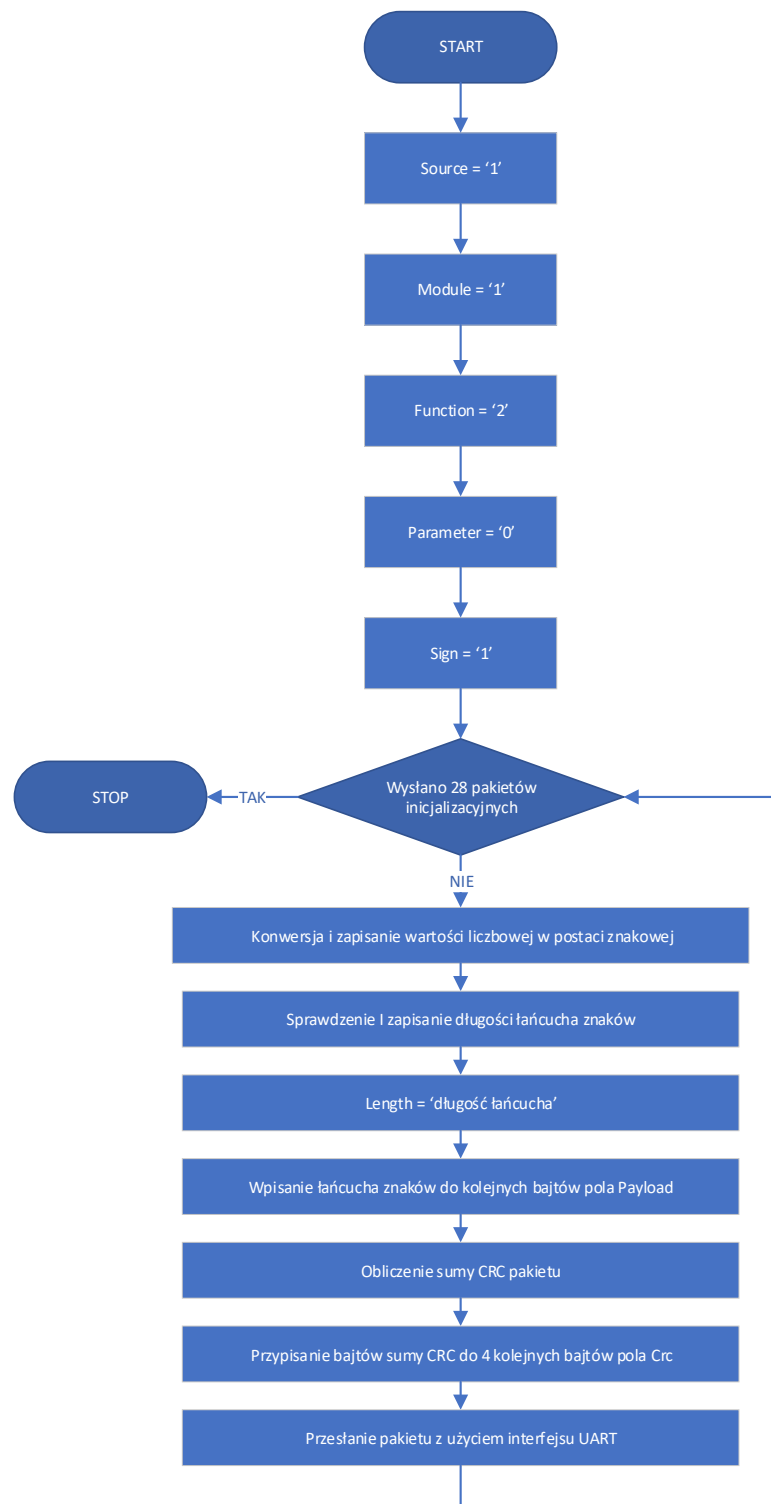 START
Source = ‘1’
Module = ‘1’
Function = ‘2’
Parameter = ‘0’
Sign = ‘1’
Wysłano 28 pakietów
inicjalizacyjnych
TAK
STOP
NIE
Konwersja i zapisanie wartości liczbowej w postaci znakowej
Sprawdzenie I zapisanie długości łańcucha znaków
Length = ‘długość łańcucha’
Wpisanie łańcucha znaków do kolejnych bajtów pola Payload
Obliczenie sumy CRC pakietu
Przypisanie bajtów sumy CRC do 4 kolejnych bajtów pola Crc
Przesłanie pakietu z użyciem interfejsu UART